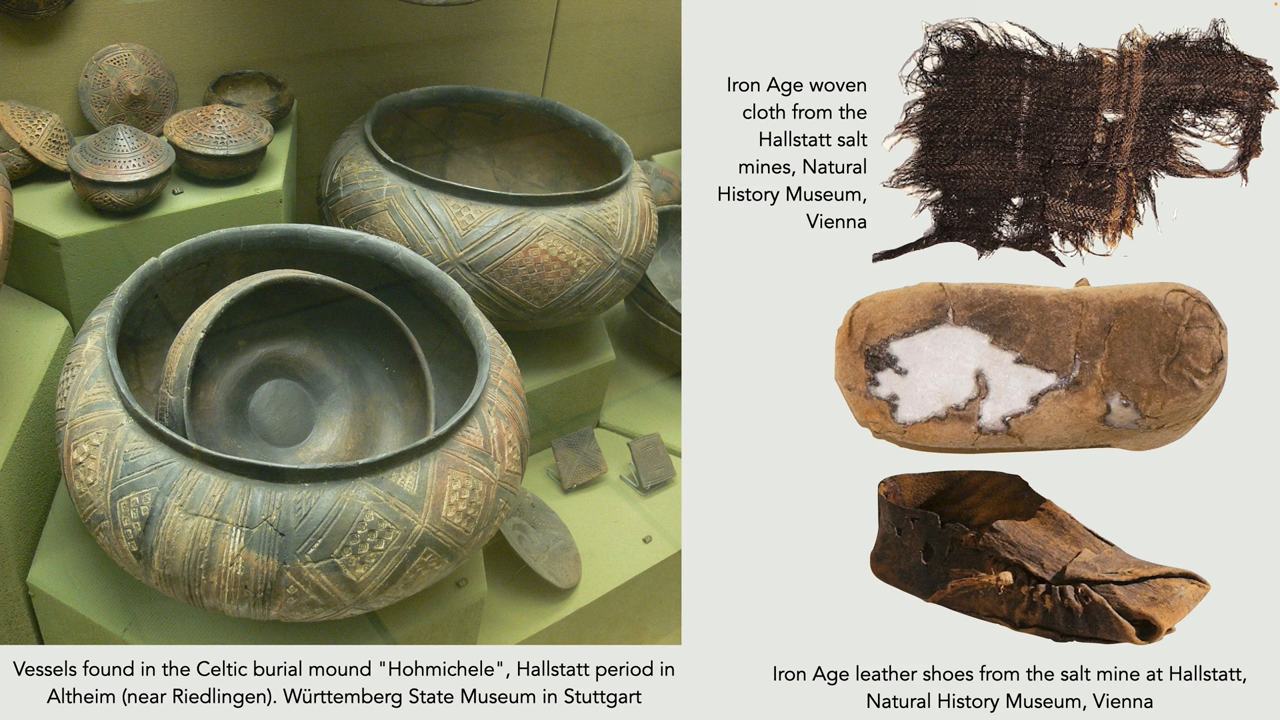 Iron Age woven
cloth from the
Hallstatt salt
mines, Natural
History Museum,
Vienna
Vessels found in the Celtic burial mound "Hohmichele", Hallstatt period in
Altheim (near Riedlingen). Württemberg State Museum in Stuttgart
Iron Age leather shoes from the salt mine at Hallstatt,
Natural History Museum, Vienna